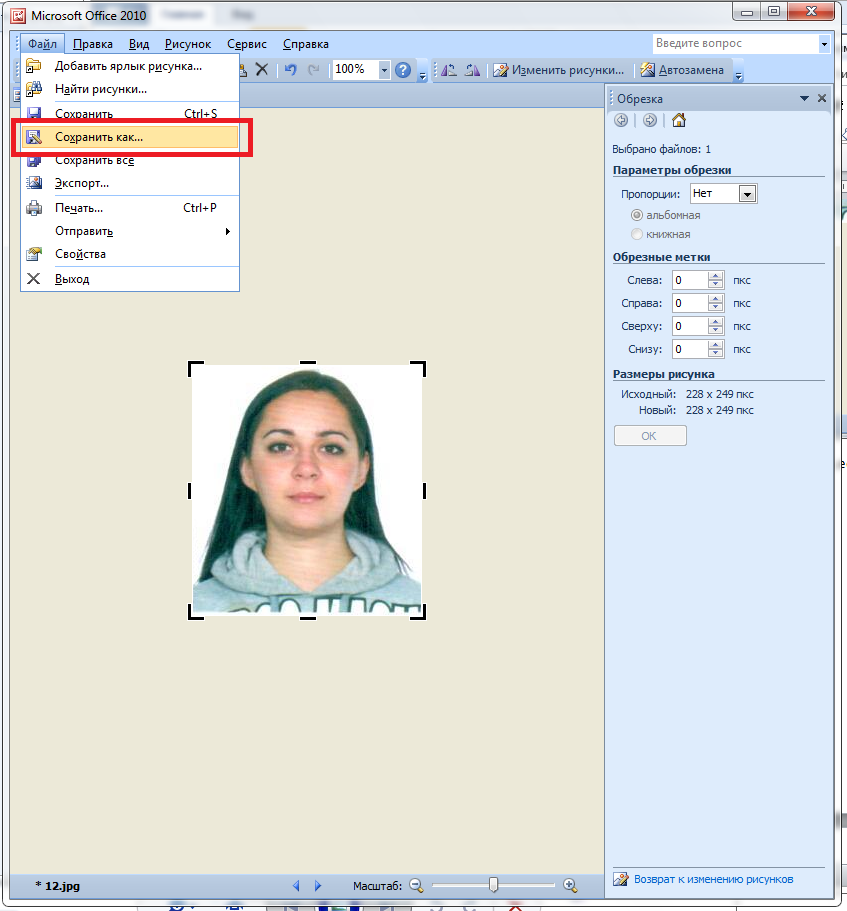 Microsoft Office 2010
Файл Правка Вид Рисунок Сервис Справка
Введите вопрос
100%
Изменить рисунки...
Автозамена
Добавить ярлык рисунка...
Найти рисунки...
Сохранить Ctrl+S
Сохранить как...
Сохранить все
Экспорт...
Печать... Ctrl+P
Отправить
Свойства
Выход
Обрезка
Выбрано файлов: 1
Параметры обрезки
Пропорции: Нет
альбомная
книжная
Обрезные метки
Слева: 0 пкс
Справа: 0 пкс
Сверху: 0 пкс
Снизу: 0 пкс
Размеры рисунка
Исходный: 228 x 249 пкс
Новый: 228 x 249 пкс
OK
Возврат к изменению рисунков
* 12.jpg
Масштаб: